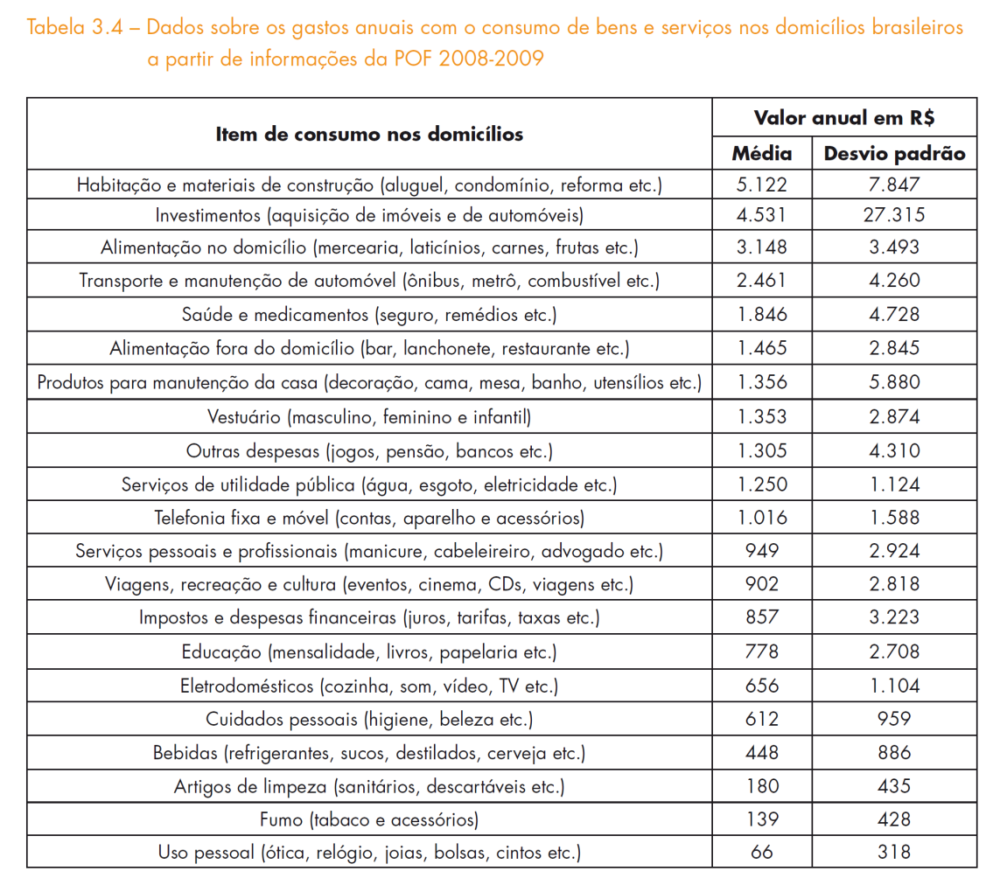 Tabela 3.4 – Dados sobre os gastos anuais com o consumo de bens e serviços nos domicílios brasileiros
a partir de informações da POF 2008-2009
Item de consumo nos domicílios
Valor anual em R$
Média Desvio padrão
Habitação e materiais de construção (aluguel, condomínio, reforma etc.) 5.122 7.847
Investimentos (aquisição de imóveis e de automóveis) 4.531 27.315
Alimentação no domicílio (mercearia, laticínios, carnes, frutas etc.) 3.148 3.493
Transporte e manutenção de automóvel (ônibus, metrô, combustível etc.) 2.461 4.260
Saúde e medicamentos (seguro, remédios etc.) 1.846 4.728
Alimentação fora do domicílio (bar, lanchonete, restaurante etc.) 1.465 2.845
Produtos para manutenção da casa (decoração, cama, mesa, banho, utensílios etc.) 1.356 5.880
Vestuário (masculino, feminino e infantil) 1.353 2.874
Outras despesas (jogos, pensão, bancos etc.) 1.305 4.310
Serviços de utilidade pública (água, esgoto, eletricidade etc.) 1.250 1.124
Telefonia fixa e móvel (contas, aparelho e acessórios) 1.016 1.588
Serviços pessoais e profissionais (manicure, cabeleireiro, advogado etc.) 949 2.924
Viagens, recreação e cultura (eventos, cinema, CDs, viagens etc.) 902 2.818
Impostos e despesas financeiras (juros, tarifas, taxas etc.) 857 3.223
Educação (mensalidade, livros, papelaria etc.) 778 2.708
Eletrodomésticos (cozinha, som, vídeo, TV etc.) 656 1.104
Cuidados pessoais (higiene, beleza etc.) 612 959
Bebidas (refrigerantes, sucos, destilados, cerveja etc.) 448 886
Artigos de limpeza (sanitários, descartáveis etc.) 180 435
Fumo (tabaco e acessórios) 139 428
Uso pessoal (ótica, relógio, joias, bolsas, cintos etc.) 66 318